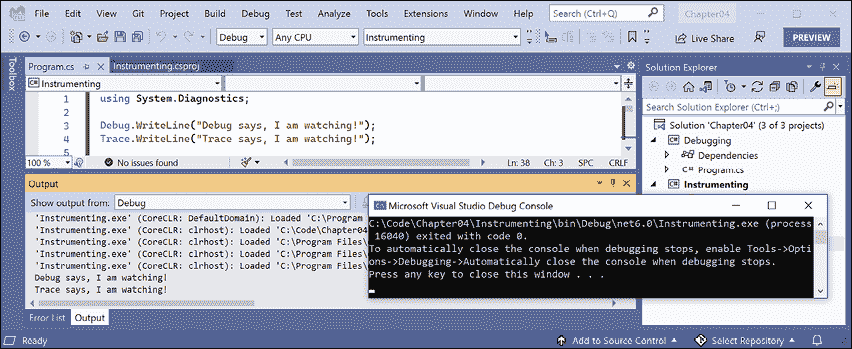 File Edit View Git Project Build Debug Test Analyze Tools Extensions Window Help Search (Ctrl+Q) Chapter04
Debug Any CPU Instrumenting Live Share PREVIEW
Toolbox
Program.cs Instrumenting.csproj
Instrumenting
1 using System.Diagnostics;
2
3 Debug.WriteLine("Debug says, I am watching!");
4 Trace.WriteLine("Trace says, I am watching!");
5
100 % No issues found Ln: 38 Ch: 3 SPC CRLF
Output
Show output from: Debug
'Instrumenting.exe' (CoreCLR: DefaultDomain): Loaded 'C:\Program
'Instrumenting.exe' (CoreCLR: clrhost): Loaded 'C:\Code\Chapter04
'Instrumenting.exe' (CoreCLR: clrhost): Loaded 'C:\Program Files\
'Instrumenting.exe' (CoreCLR: clrhost): Loaded 'C:\Program Files\
'Instrumenting.exe' (CoreCLR: clrhost): Loaded 'C:\Program Files\
Debug says, I am watching!
Trace says, I am watching!
Error List Output
Microsoft Visual Studio Debug Console
C:\Code\Chapter04\Instrumenting\bin\Debug\net6.0\Instrumenting.exe (process
16040) exited with code 0.
To automatically close the console when debugging stops, enable Tools->Opti
ons->Debugging->Automatically close the console when debugging stops.
Press any key to close this window . . .
Solution Explorer
Search Solution Explorer (Ctrl+;)
Solution 'Chapter04' (3 of 3 projects)
Debugging
Dependencies
Program.cs
Instrumenting
Ready Add to Source Control Select Repository